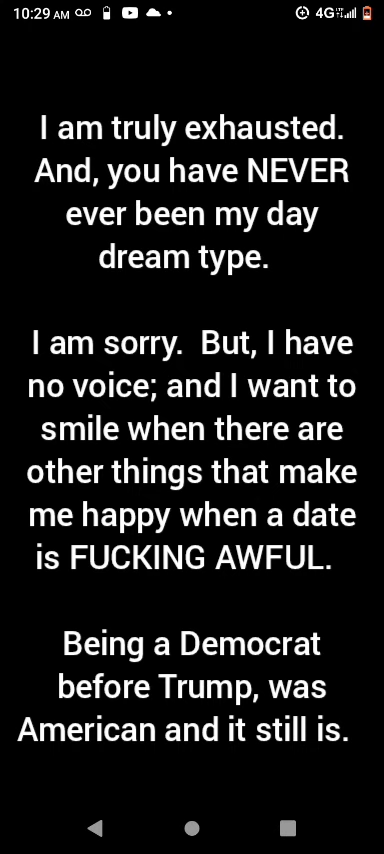 10:29 AM 4G LTE
I am truly exhausted.
And, you have NEVER
ever been my day
dream type.
I am sorry.  But, I have
no voice; and I want to
smile when there are
other things that make
me happy when a date
is FUCKING AWFUL.
Being a Democrat
before Trump, was
American and it still is.